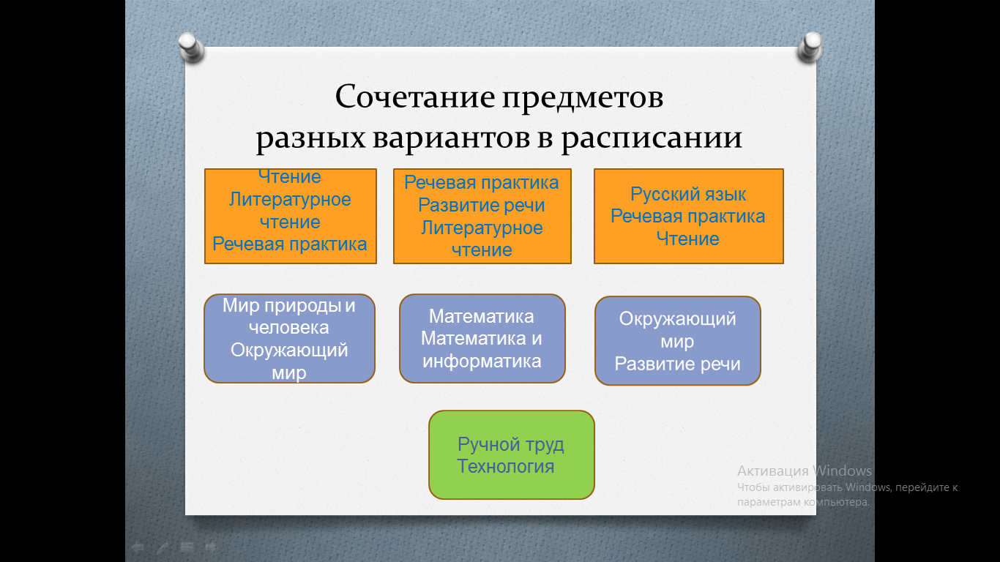 Сочетание предметов
разных вариантов в расписании
Чтение
Литературное
чтение
Речевая практика
Речевая практика
Развитие речи
Литературное
чтение
Русский язык
Речевая практика
Чтение
Мир природы и
человека
Окружающий
мир
Математика
Математика и
информатика
Окружающий
мир
Развитие речи
Ручной труд
Технология
Активация Windows
Чтобы активировать Windows, перейдите к
параметрам компьютера.